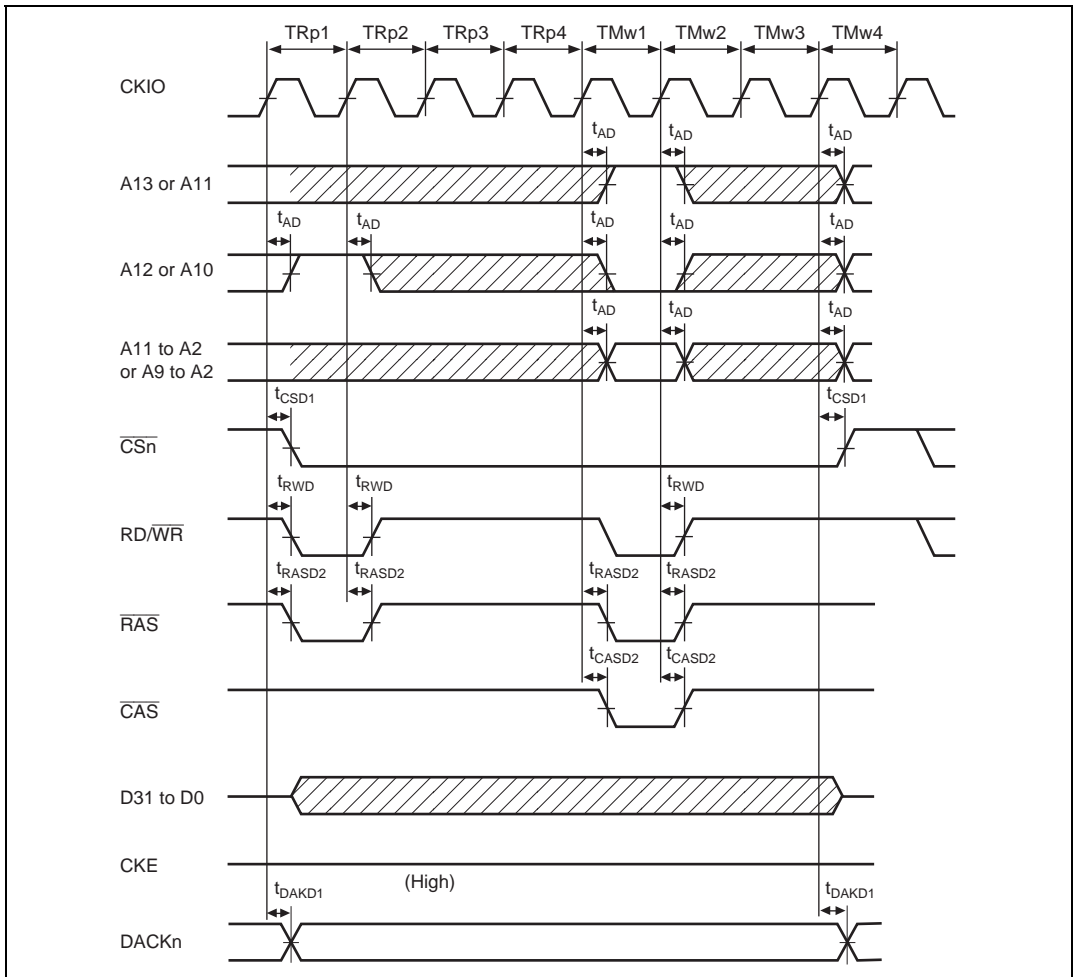 TRp1 TRp2 TRp3 TRp4 TMw1 TMw2 TMw3 TMw4
CKIO
tAD tAD tAD
A13 or A11
tAD tAD tAD tAD tAD
A12 or A10
tAD tAD tAD
A11 to A2
or A9 to A2
tCSD1 tCSD1
CSn
tRWD tRWD tRWD
RD/WR
tRASD2 tRASD2 tRASD2 tRASD2
RAS
tCASD2 tCASD2
CAS
D31 to D0
CKE
(High)
tDAKD1 tDAKD1
DACKn